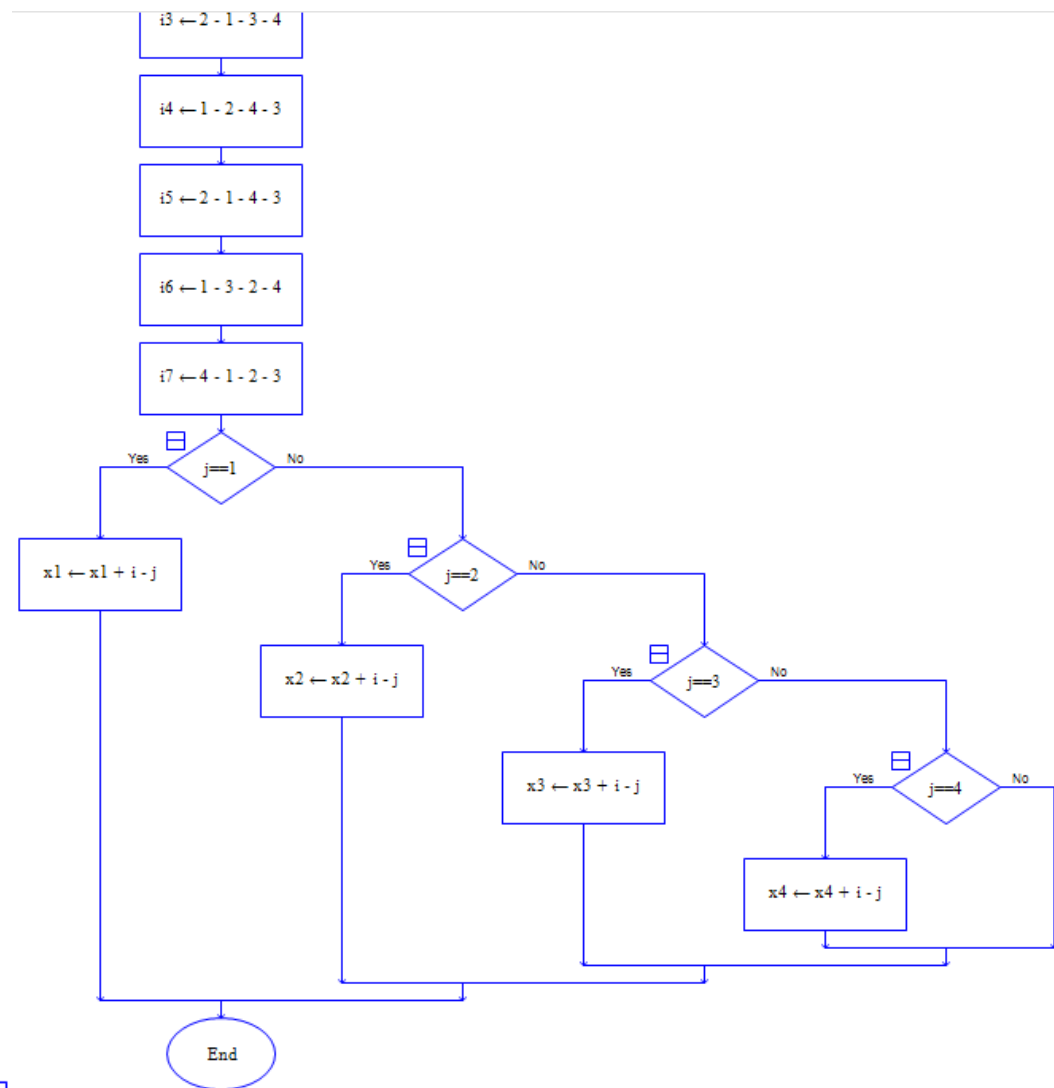 i3 ← 2 - 1 - 3 - 4
i4 ← 1 - 2 - 4 - 3
i5 ← 2 - 1 - 4 - 3
i6 ← 1 - 3 - 2 - 4
i7 ← 4 - 1 - 2 - 3
Yes
j==1
No
x1 ← x1 + i - j
Yes
j==2
No
x2 ← x2 + i - j
Yes
j==3
No
x3 ← x3 + i - j
Yes
j==4
No
x4 ← x4 + i - j
End